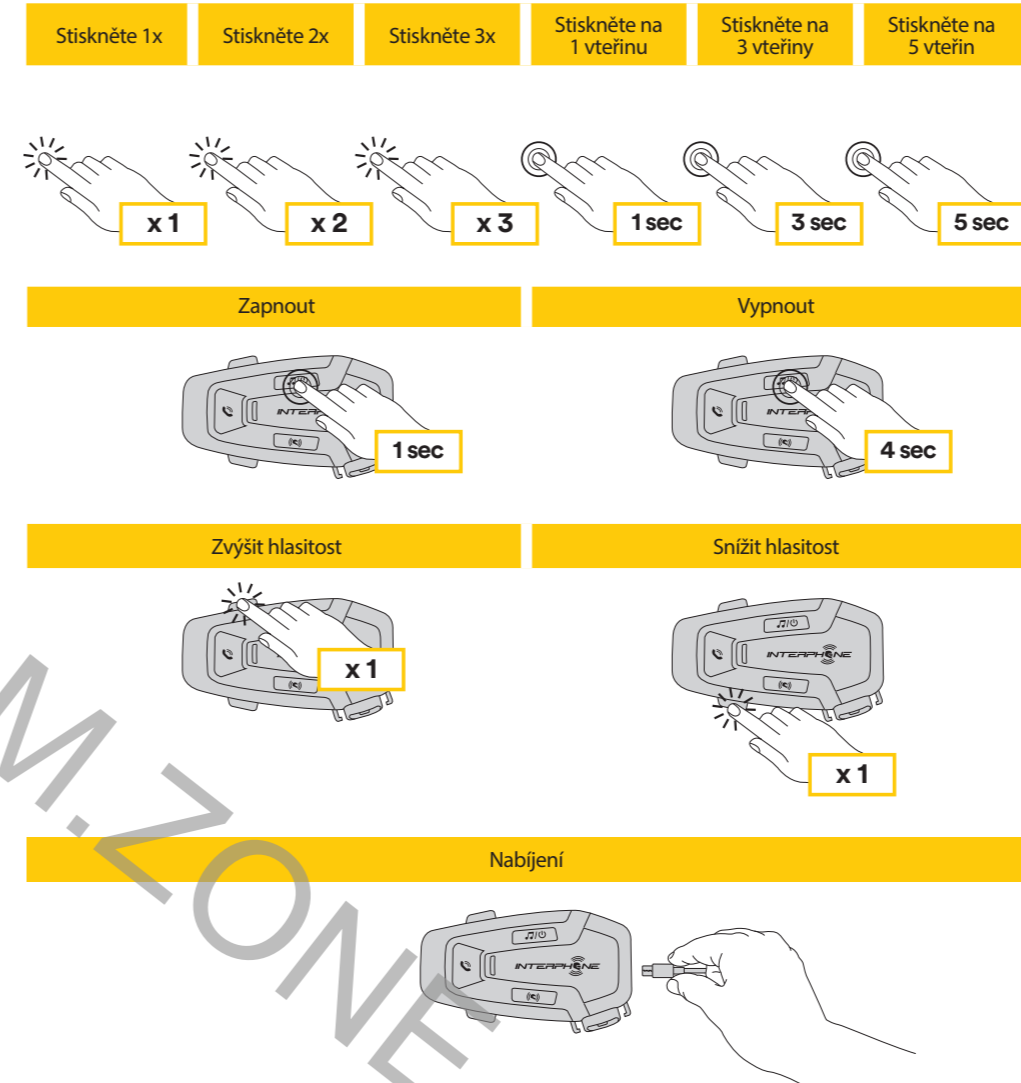 Stiskněte 1x
Stiskněte 2x
Stiskněte 3x
Stiskněte na
1 vteřinu
Stiskněte na
3 vteřiny
Stiskněte na
5 vteřin
x 1
x 2
x 3
1 sec
3 sec
5 sec
Zapnout
Vypnout
INTERP
1 sec
INTE
4 sec
Zvýšit hlasitost
Snížit hlasitost
x 1
INTERPHONE
x 1
Nabíjení
INTERPHONE
M.ZONE